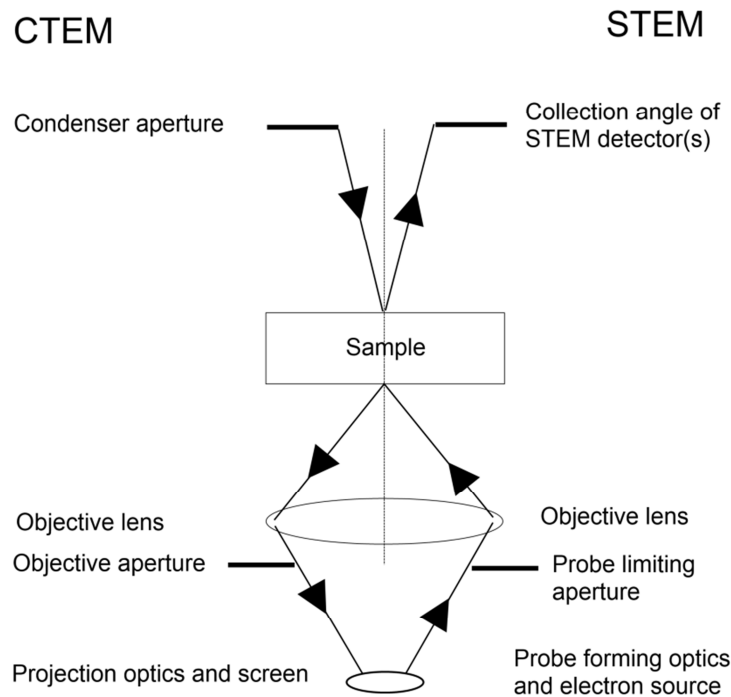 CTEM
STEM
Condenser aperture
Collection angle of
STEM detector(s)
Sample
Objective lens
Objective lens
Objective aperture
Probe limiting
aperture
Projection optics and screen
Probe forming optics
and electron source